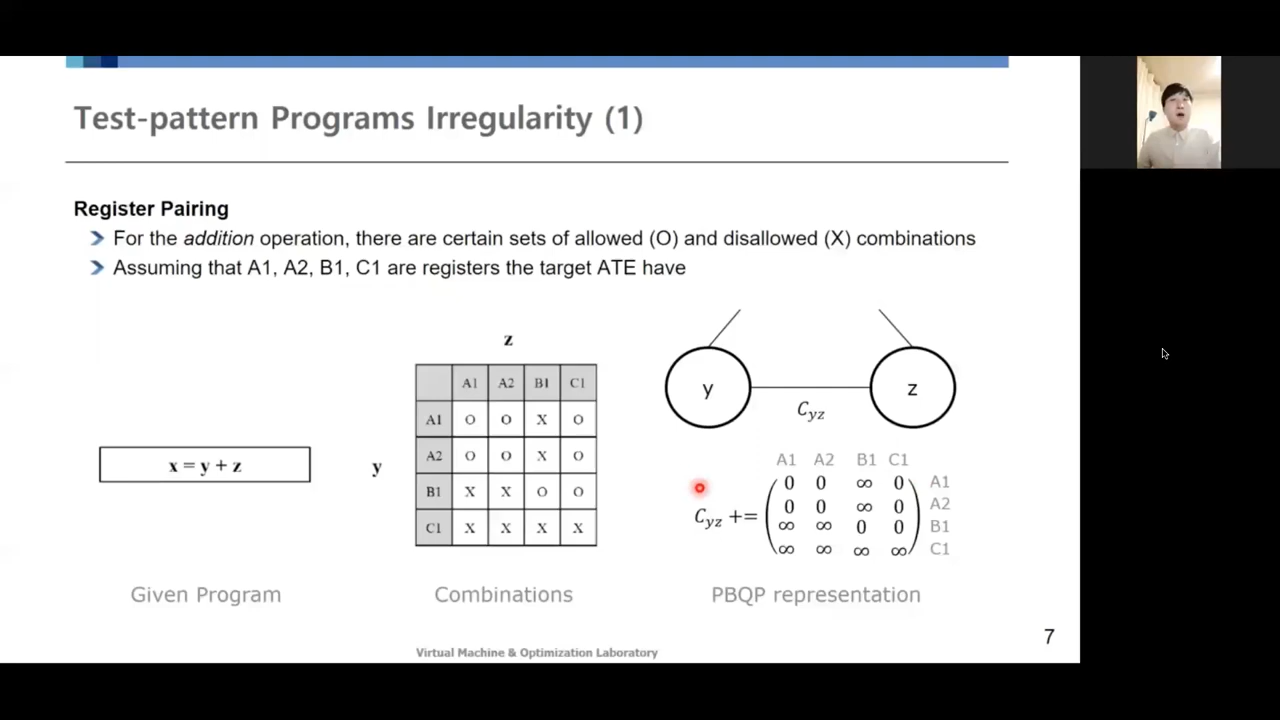 Test-pattern Programs Irregularity (1)
Register Pairing
For the addition operation, there are certain sets of allowed (O) and disallowed (X) combinations
Assuming that A1, A2, B1, C1 are registers the target ATE have
x = y + z
z
y
A1 A2 B1 C1
A1 O O X O
A2 O O X O
B1 X X O O
C1 X X X X
y
z
C_yz
A1 A2 B1 C1
C_yz +=
0 0 ∞ 0 A1
0 0 ∞ 0 A2
∞ ∞ 0 0 B1
∞ ∞ ∞ ∞ C1
Given Program
Combinations
PBQP representation
7
Virtual Machine & Optimization Laboratory